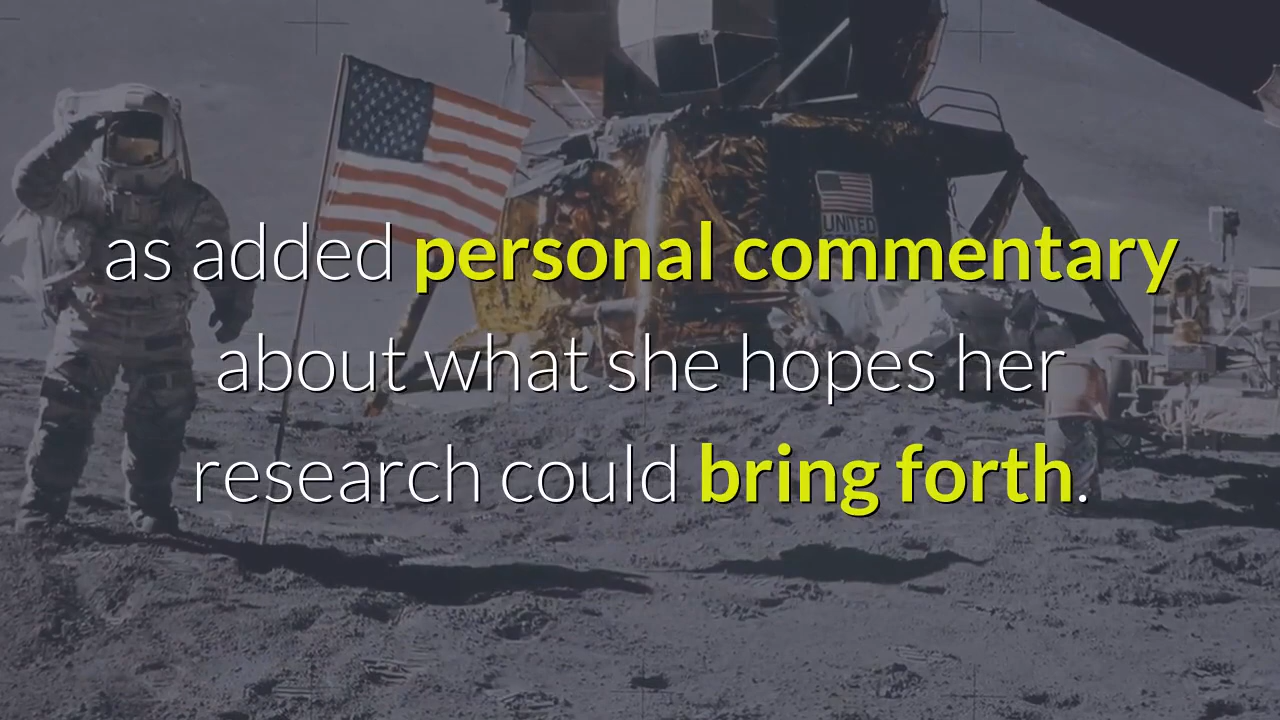 UNITED
as added personal commentary
about what she hopes her
research could bring forth.